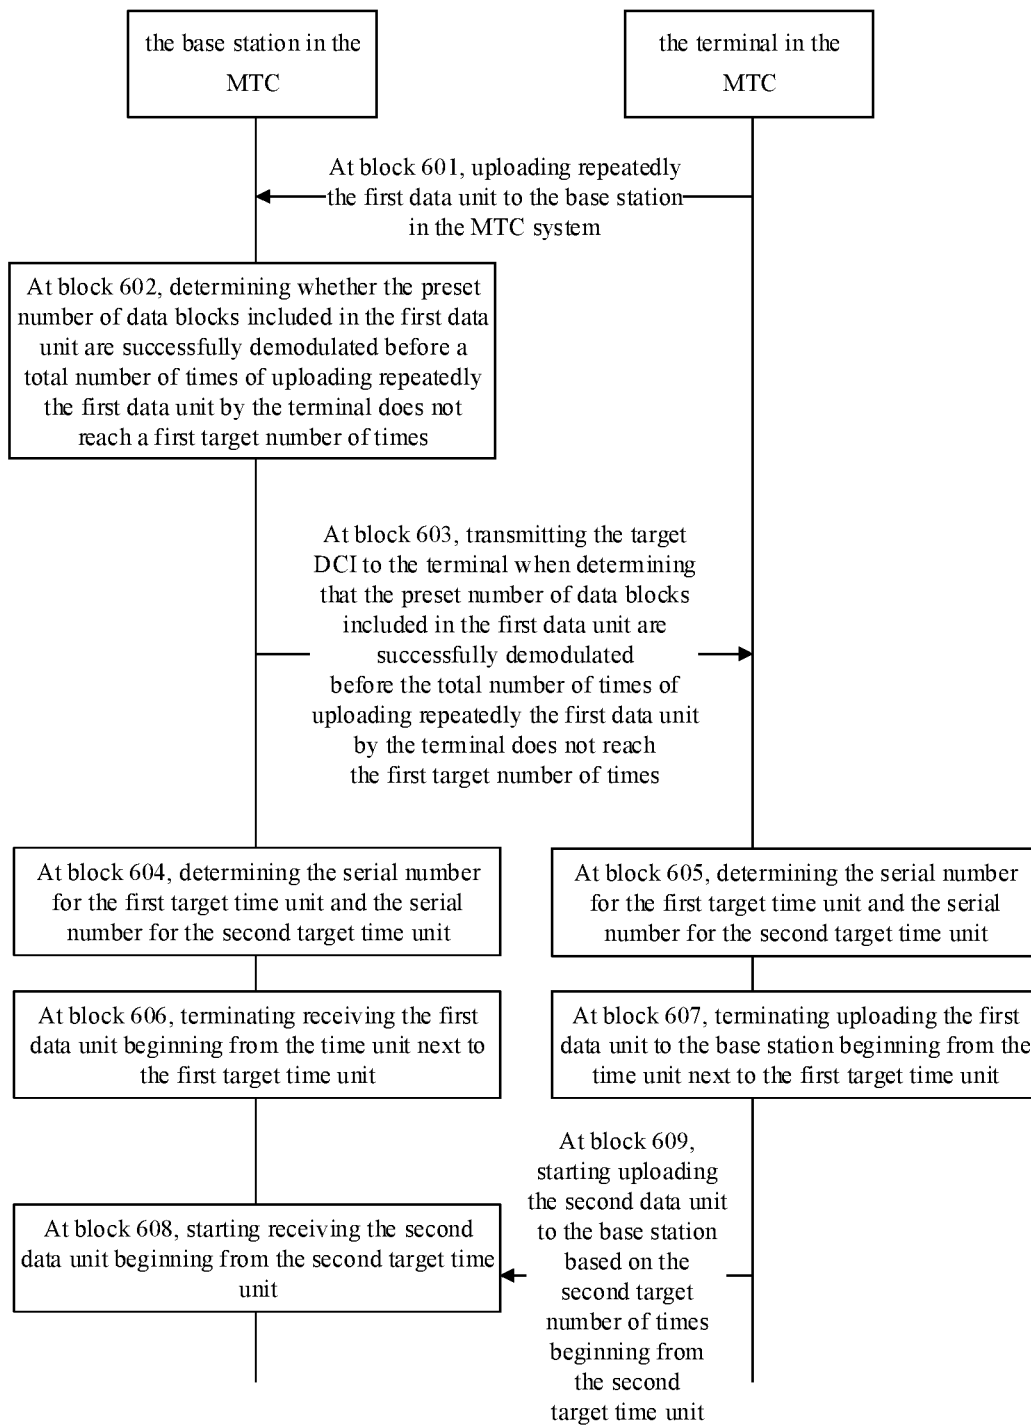 the base station in the
MTC
the terminal in the
MTC
At block 601, uploading repeatedly
the first data unit to the base station
in the MTC system
At block 602, determining whether the preset
number of data blocks included in the first data
unit are successfully demodulated before a
total number of times of uploading repeatedly
the first data unit by the terminal does not
reach a first target number of times
At block 603, transmitting the target
DCI to the terminal when determining
that the preset number of data blocks
included in the first data unit are
successfully demodulated
before the total number of times of
uploading repeatedly the first data unit
by the terminal does not reach
the first target number of times
At block 604, determining the serial number
for the first target time unit and the serial
number for the second target time unit
At block 605, determining the serial number
for the first target time unit and the serial
number for the second target time unit
At block 606, terminating receiving the first
data unit beginning from the time unit next to
the first target time unit
At block 607, terminating uploading the first
data unit to the base station beginning from the
time unit next to the first target time unit
At block 608, starting receiving the second
data unit beginning from the second target time
unit
At block 609,
starting uploading
the second data unit
to the base station
based on the
second target
number of times
beginning from
the second
target time unit